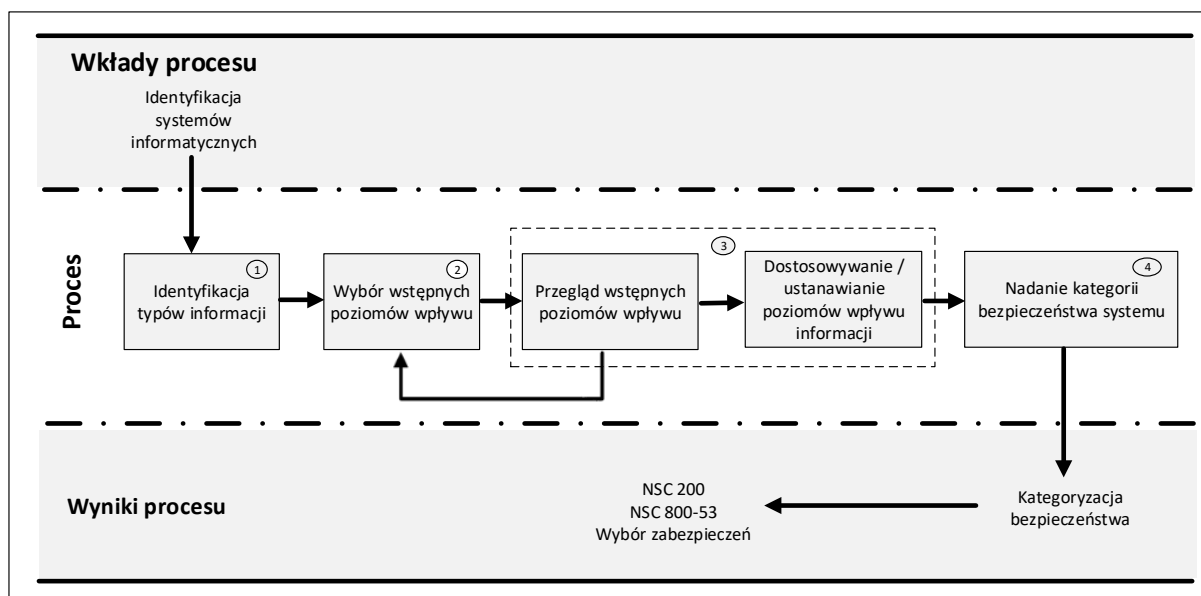 Wkłady procesu
Identyfikacja
systemów
informatycznych
Proces
1
Identyfikacja
typów informacji
2
Wybór wstępnych
poziomów wpływu
3
Przegląd wstępnych
poziomów wpływu
Dostosowywanie /
ustanawianie
poziomów wpływu
informacji
4
Nadanie kategorii
bezpieczeństwa systemu
Wyniki procesu
NSC 200
NSC 800-53
Wybór zabezpieczeń
Kategoryzacja
bezpieczeństwa